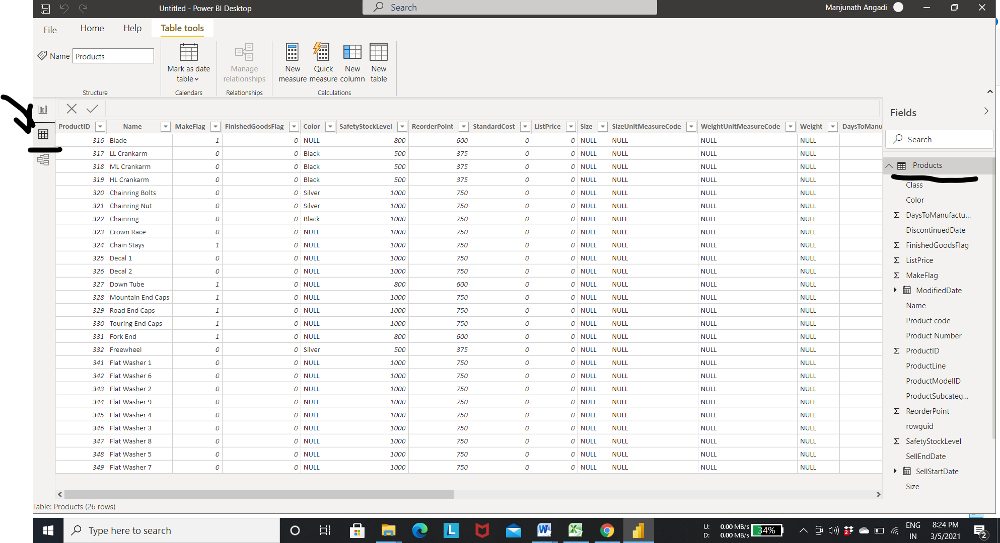 Untitled - Power BI Desktop
Search
Manjunath Angadi
File
Home
Help
Table tools
Name
Products
Mark as date
table
Manage
relationships
New
measure
Quick
measure
New
column
New
table
Structure
Calendars
Relationships
Calculations
Fields
Search
ProductID Name MakeFlag FinishedGoodsFlag Color SafetyStockLevel ReorderPoint StandardCost ListPrice Size SizeUnitMeasureCode WeightUnitMeasureCode Weight DaysToManu
316 Blade 1 0 NULL 800 600 0 0 NULL NULL NULL NULL
317 LL Crankarm 0 0 Black 500 375 0 0 NULL NULL NULL NULL
318 ML Crankarm 0 0 Black 500 375 0 0 NULL NULL NULL NULL
319 HL Crankarm 0 0 Black 500 375 0 0 NULL NULL NULL NULL
320 Chainring Bolts 0 0 Silver 1000 750 0 0 NULL NULL NULL NULL
321 Chainring Nut 0 0 Silver 1000 750 0 0 NULL NULL NULL NULL
322 Chainring 0 0 Black 1000 750 0 0 NULL NULL NULL NULL
323 Crown Race 0 0 NULL 1000 750 0 0 NULL NULL NULL NULL
324 Chain Stays 1 0 NULL 1000 750 0 0 NULL NULL NULL NULL
325 Decal 1 0 0 NULL 1000 750 0 0 NULL NULL NULL NULL
326 Decal 2 0 0 NULL 1000 750 0 0 NULL NULL NULL NULL
327 Down Tube 1 0 NULL 800 600 0 0 NULL NULL NULL NULL
328 Mountain End Caps 1 0 NULL 1000 750 0 0 NULL NULL NULL NULL
329 Road End Caps 1 0 NULL 1000 750 0 0 NULL NULL NULL NULL
330 Touring End Caps 1 0 NULL 1000 750 0 0 NULL NULL NULL NULL
331 Fork End 1 0 NULL 800 600 0 0 NULL NULL NULL NULL
332 Freewheel 0 0 Silver 500 375 0 0 NULL NULL NULL NULL
341 Flat Washer 1 0 0 NULL 1000 750 0 0 NULL NULL NULL NULL
342 Flat Washer 6 0 0 NULL 1000 750 0 0 NULL NULL NULL NULL
343 Flat Washer 2 0 0 NULL 1000 750 0 0 NULL NULL NULL NULL
344 Flat Washer 9 0 0 NULL 1000 750 0 0 NULL NULL NULL NULL
345 Flat Washer 4 0 0 NULL 1000 750 0 0 NULL NULL NULL NULL
346 Flat Washer 3 0 0 NULL 1000 750 0 0 NULL NULL NULL NULL
347 Flat Washer 8 0 0 NULL 1000 750 0 0 NULL NULL NULL NULL
348 Flat Washer 5 0 0 NULL 1000 750 0 0 NULL NULL NULL NULL
349 Flat Washer 7 0 0 NULL 1000 750 0 0 NULL NULL NULL NULL
Products
Class
Color
DaysToManufactu...
DiscontinuedDate
FinishedGoodsFlag
ListPrice
MakeFlag
ModifiedDate
Name
Product code
Product Number
ProductID
ProductLine
ProductModelID
ProductSubcateg...
ReorderPoint
rowguid
SafetyStockLevel
SellEndDate
SellStartDate
Size
Table: Products (26 rows)
Type here to search
U: 0.00 MB/s
D: 0.00 MB/s
34%
2
ENG
IN
8:24 PM
3/5/2021
2